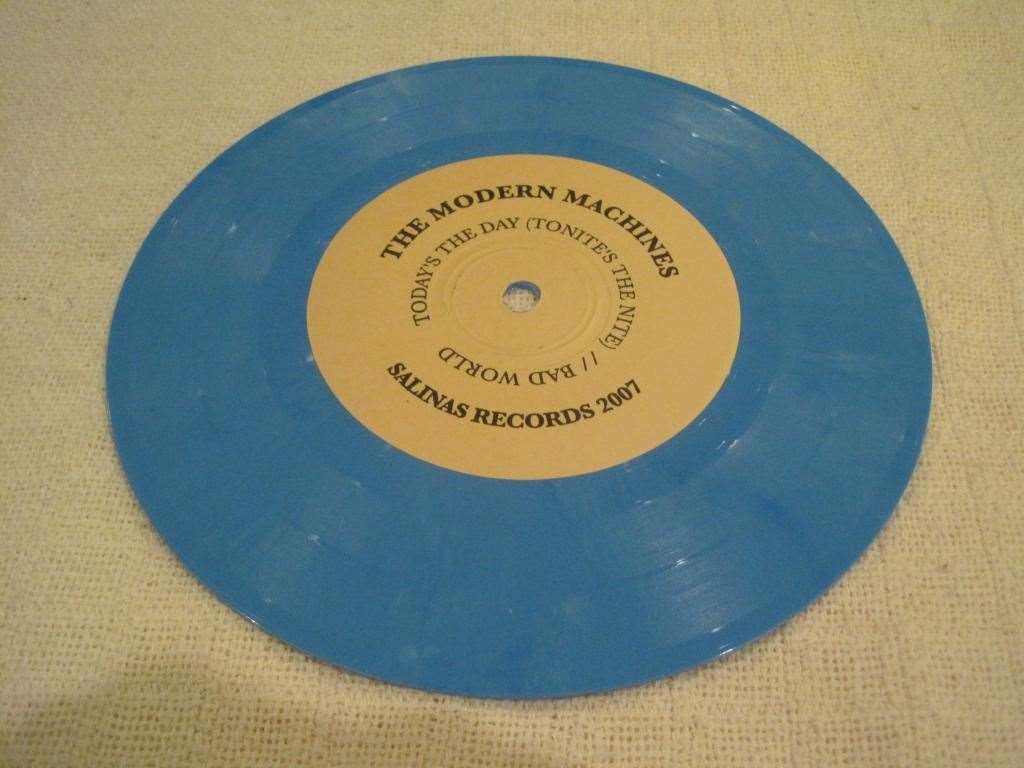 THE MODERN MACHINES
TODAY'S THE DAY (TONITE'S THE NITE) // BAD WORLD
SALINAS RECORDS 2007